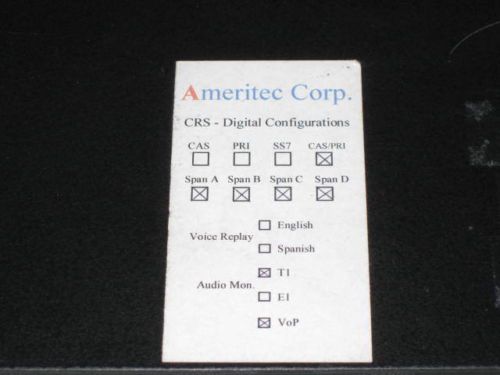 Ameritec Corp.
CRS - Digital Configurations
CAS PRI SS7 CAS/PRI
Span A Span B Span C Span D
English
Voice Replay
Spanish
T1
Audio Mon.
E1
VoP